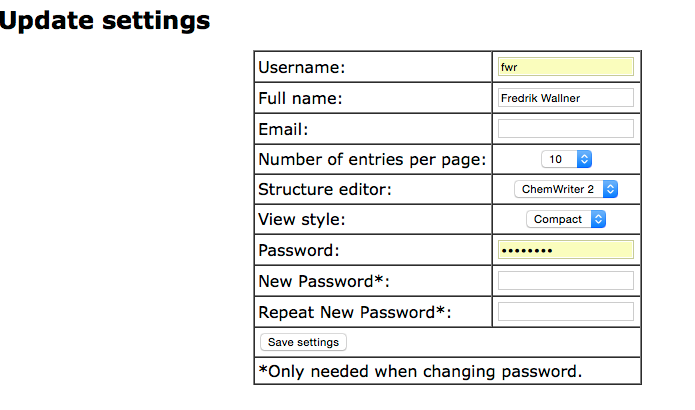 Update settings
Username: fwr
Full name: Fredrik Wallner
Email:
Number of entries per page: 10
Structure editor: ChemWriter 2
View style: Compact
Password: ••••••••
New Password*:
Repeat New Password*:
Save settings
*Only needed when changing password.